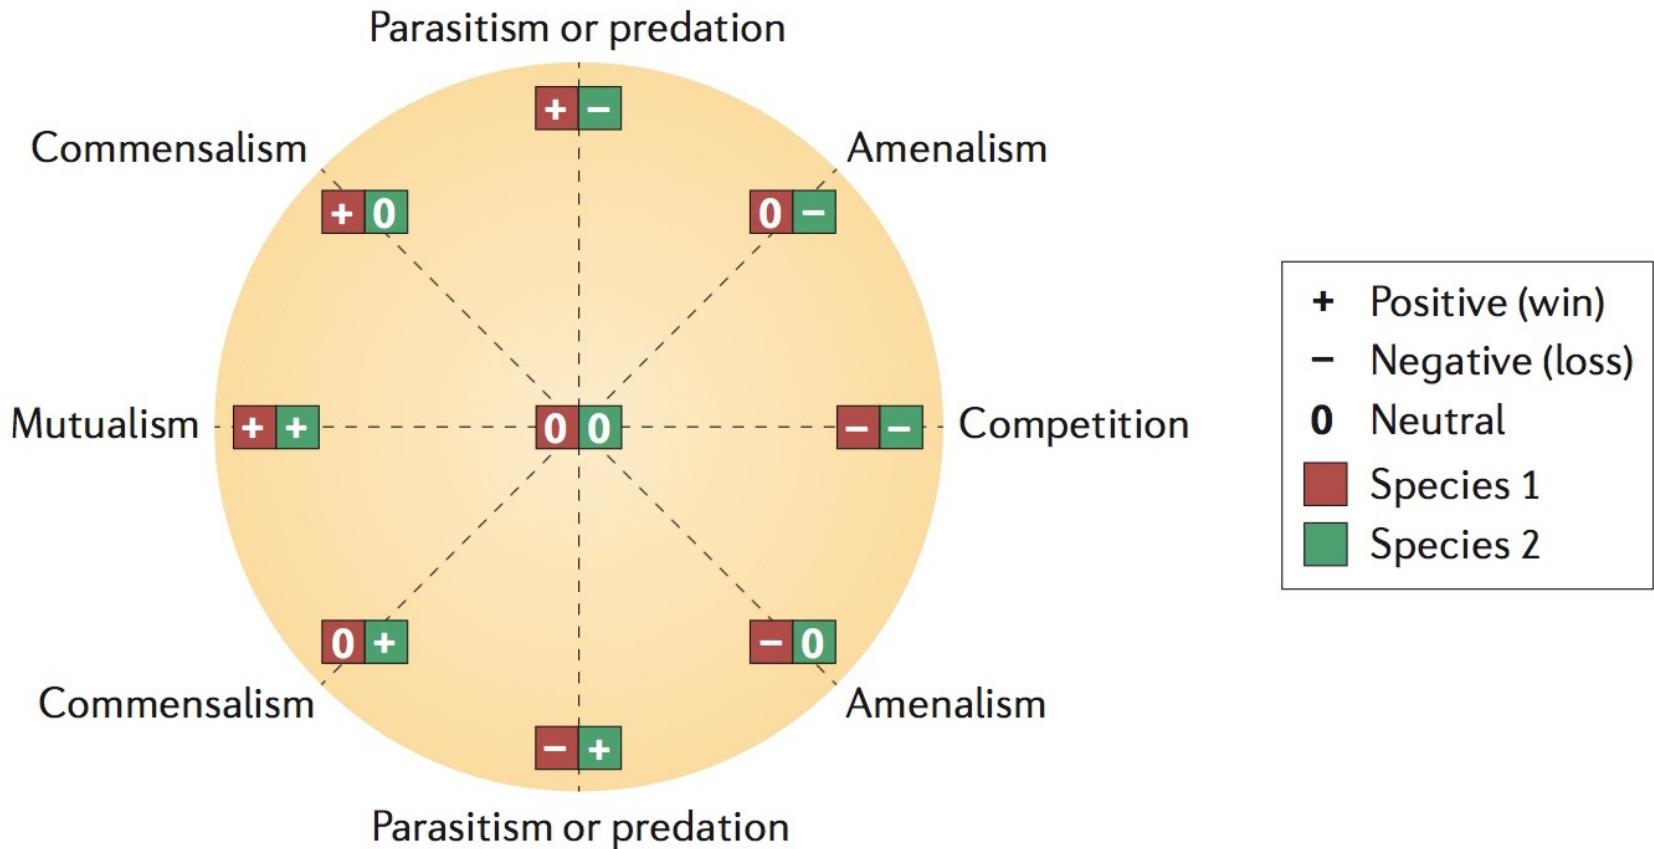 Parasitism or predation
+ −
Commensalism
Amenalism
+ 0
0 −
+ Positive (win)
− Negative (loss)
Mutualism
+ +
0 0
− −
Competition
0 Neutral
Species 1
Species 2
0 +
− 0
Commensalism
Amenalism
− +
Parasitism or predation